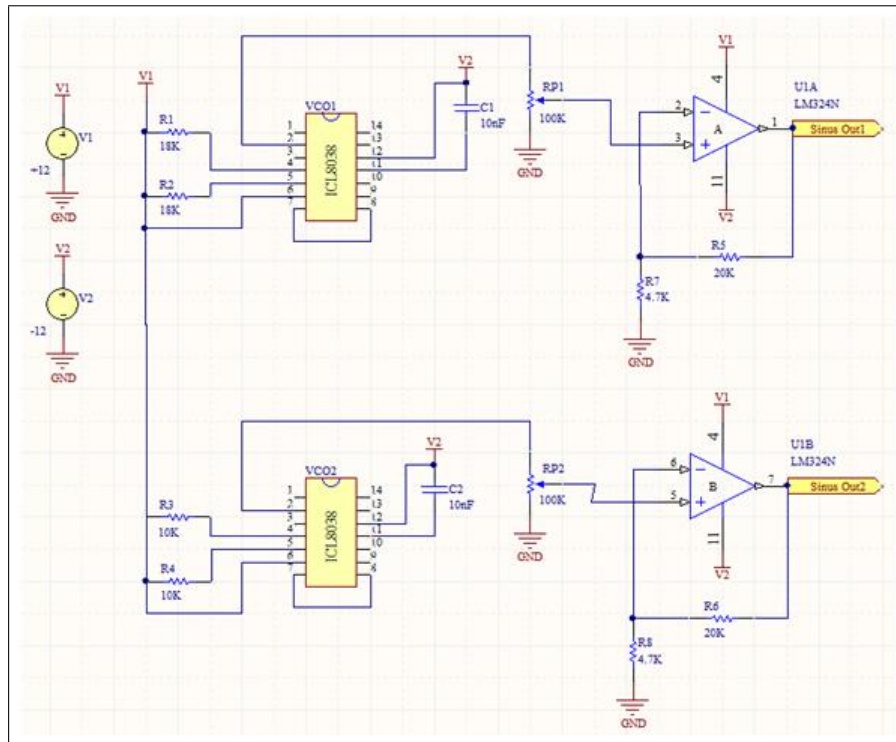 V1
V1
+12
GND
V2
V2
-12
GND
V1
R1
18K
R2
18K
VCO1
ICL8038
1
2
3
4
5
6
7
14
13
12
11
10
9
8
V2
C1
10nF
RP1
100K
GND
V1
4
U1A
LM324N
2
3
A
1
Sinus Out1
11
V2
R5
20K
R7
4.7K
GND
R3
10K
R4
10K
VCO2
ICL8038
1
2
3
4
5
6
7
14
13
12
11
10
9
8
V2
C2
10nF
RP2
100K
GND
V1
4
U1B
LM324N
6
5
B
7
Sinus Out2
11
V2
R6
20K
R8
4.7K
GND